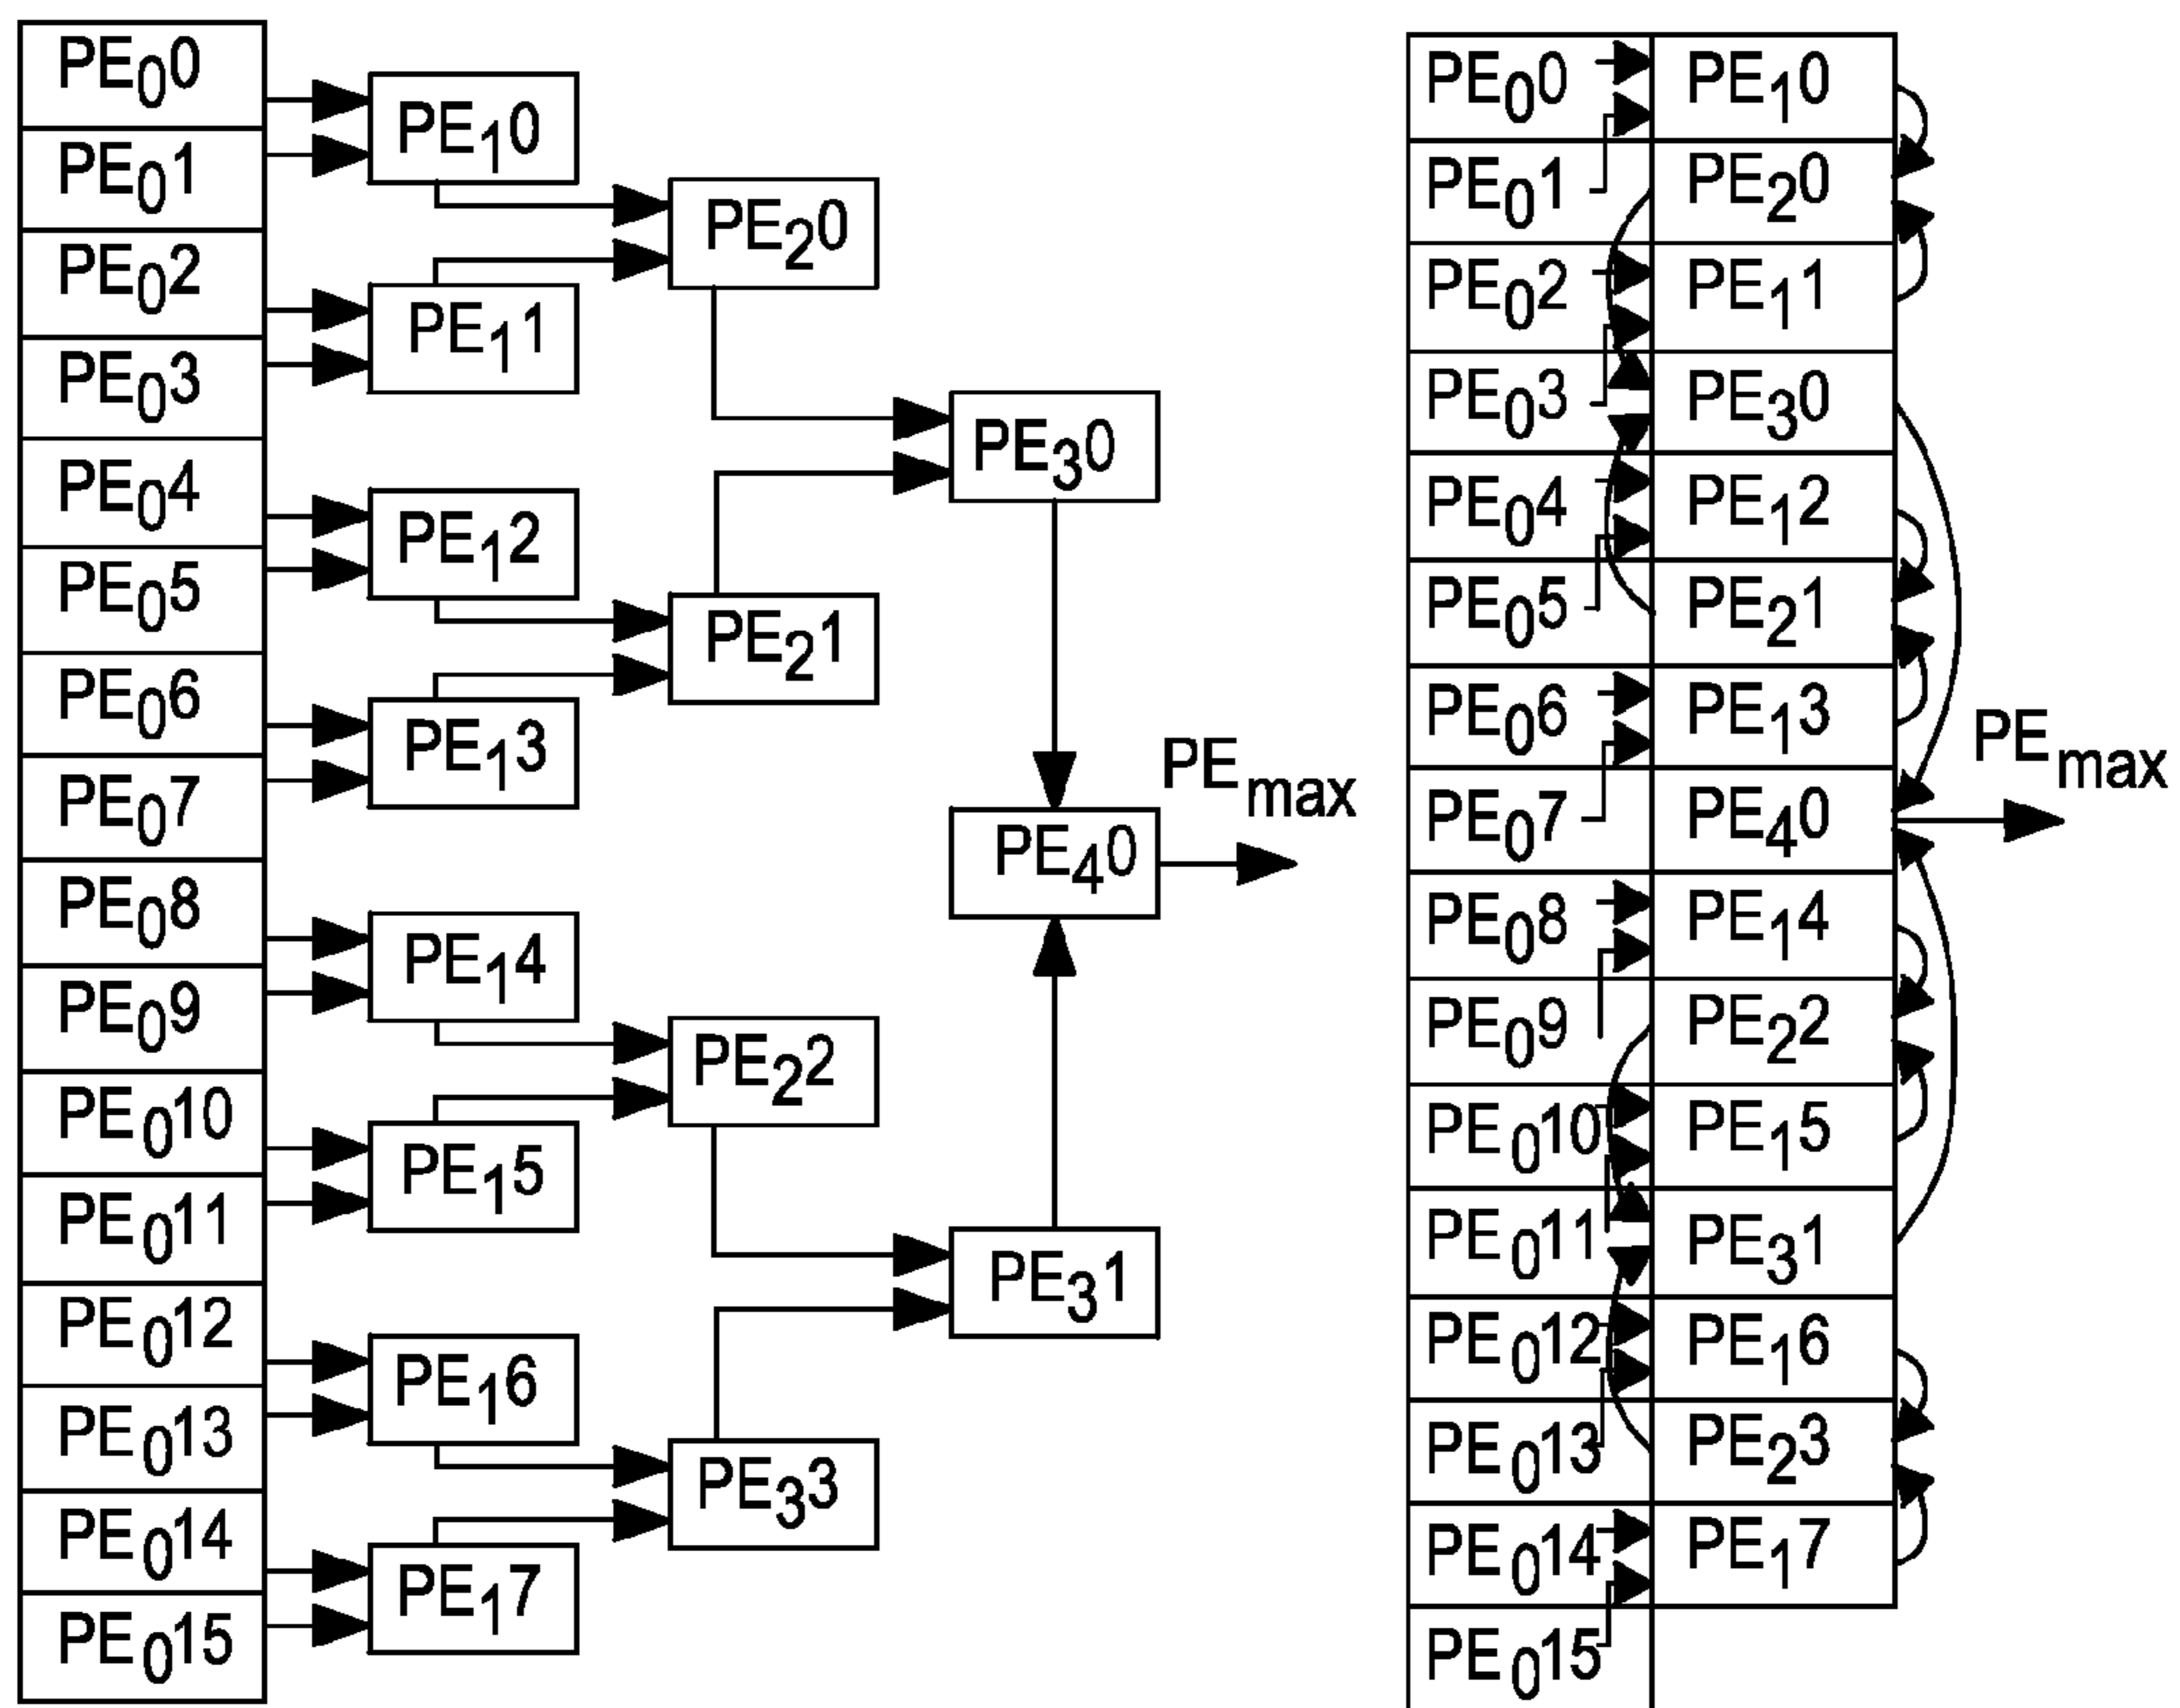 PE₀0
PE₀1
PE₀2
PE₀3
PE₀4
PE₀5
PE₀6
PE₀7
PE₀8
PE₀9
PE₀10
PE₀11
PE₀12
PE₀13
PE₀14
PE₀15
PE₁0
PE₁1
PE₁2
PE₁3
PE₁4
PE₁5
PE₁6
PE₁7
PE₂0
PE₂1
PE₂2
PE₃3
PE₃0
PE₄0
PE₃1
PEmax
PE₀0 PE₁0
PE₀1 PE₂0
PE₀2 PE₁1
PE₀3 PE₃0
PE₀4 PE₁2
PE₀5 PE₂1
PE₀6 PE₁3
PE₀7 PE₄0
PEmax
PE₀8 PE₁4
PE₀9 PE₂2
PE₀10 PE₁5
PE₀11 PE₃1
PE₀12 PE₁6
PE₀13 PE₂3
PE₀14 PE₁7
PE₀15